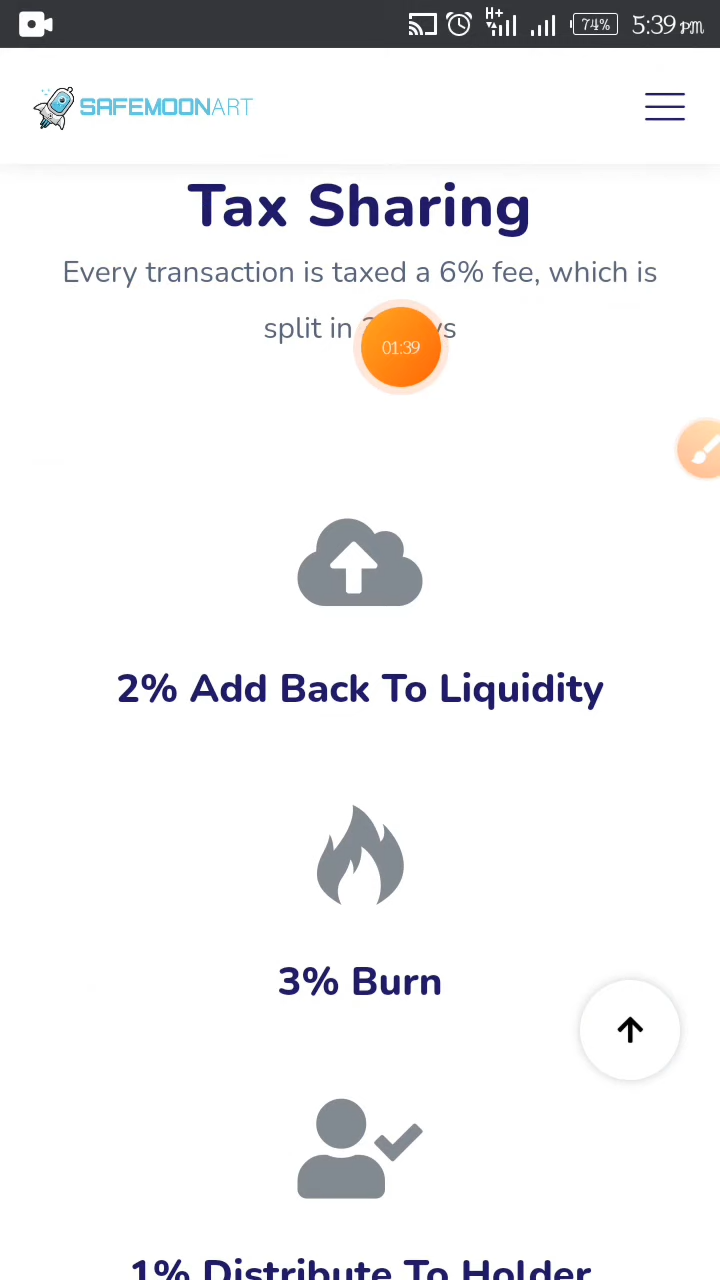 H+
74%
5:39 pm
SAFEMOONART
Tax Sharing
Every transaction is taxed a 6% fee, which is
split in
01:39
2% Add Back To Liquidity
3% Burn
1% Distribute To Holder